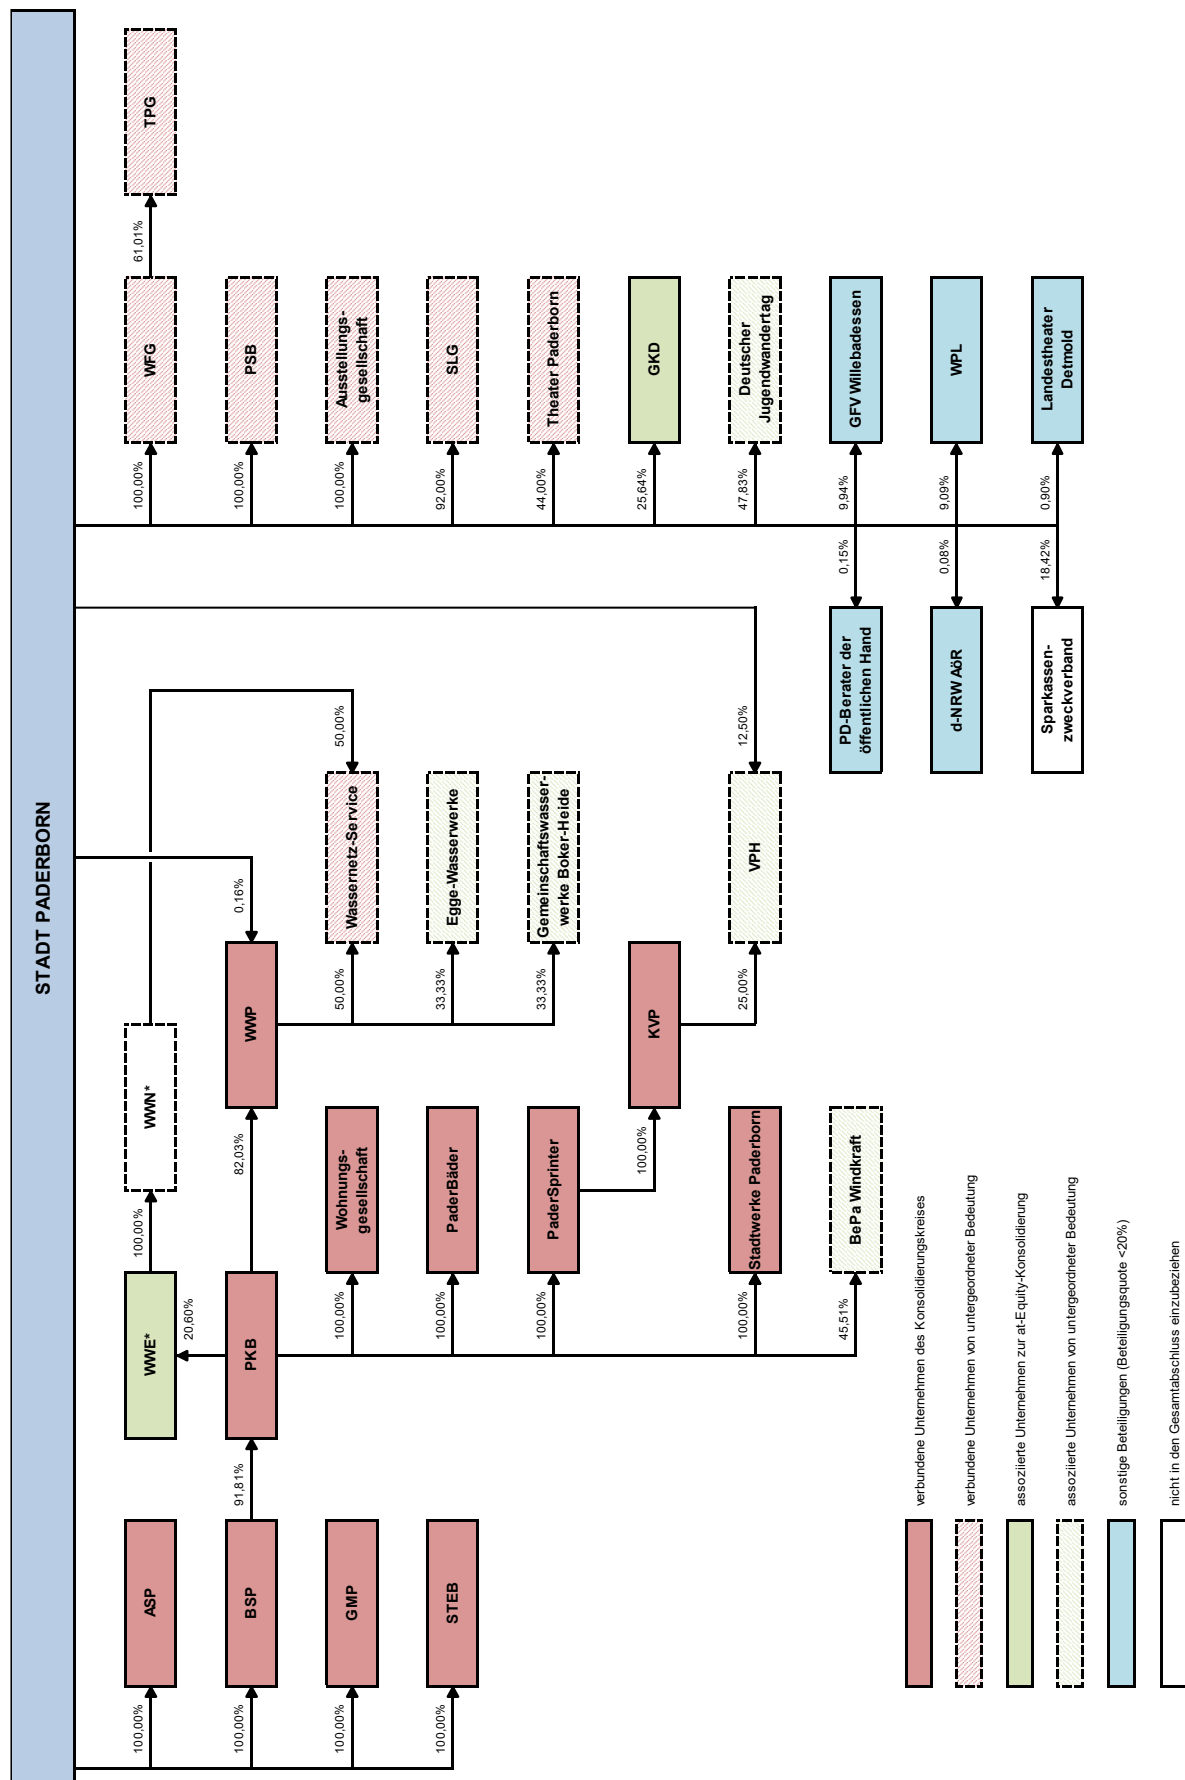 STADT PADERBORN
100,00%
ASP
100,00%
BSP
100,00%
GMP
100,00%
STEB
91,81%
WWE*
20,60%
PKB
100,00%
WWN*
82,03%
WWP
0,16%
100,00%
Wohnungs-
gesellschaft
100,00%
PaderBäder
100,00%
PaderSprinter
100,00%
KVP
100,00%
Stadtwerke Paderborn
45,51%
BePa Windkraft
50,00%
Wassernetz-Service
50,00%
33,33%
Egge-Wasserwerke
33,33%
Gemeinschaftswasser-
werke Boker-Heide
25,00%
VPH
12,50%
100,00%
WFG
61,01%
TPG
100,00%
PSB
100,00%
Ausstellungs-
gesellschaft
92,00%
SLG
44,00%
Theater Paderborn
25,64%
GKD
47,83%
Deutscher
Jugendwandertag
PD-Berater der
öffentlichen Hand
0,15%
9,94%
GFV Willebadessen
d-NRW AöR
0,08%
9,09%
WPL
Sparkassen-
zweckverband
18,42%
0,90%
Landestheater
Detmold
verbundene Unternehmen des Konsolidierungskreises
verbundene Unternehmen von untergeordneter Bedeutung
assoziierte Unternehmen zur at-Equity-Konsolidierung
assoziierte Unternehmen von untergeordneter Bedeutung
sonstige Beteiligungen (Beteiligungsquote <20%)
nicht in den Gesamtabschluss einzubeziehen